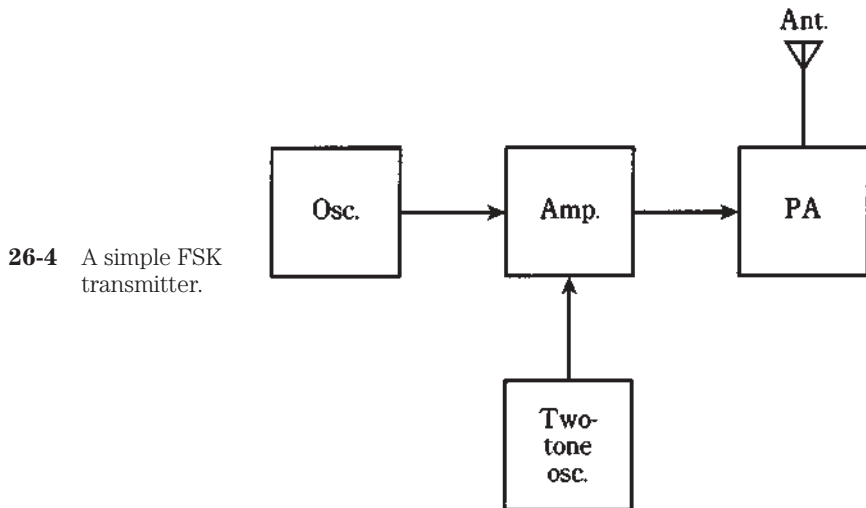 Ant.
Osc.
Amp.
PA
26-4 A simple FSK
transmitter.
Two-
tone
osc.